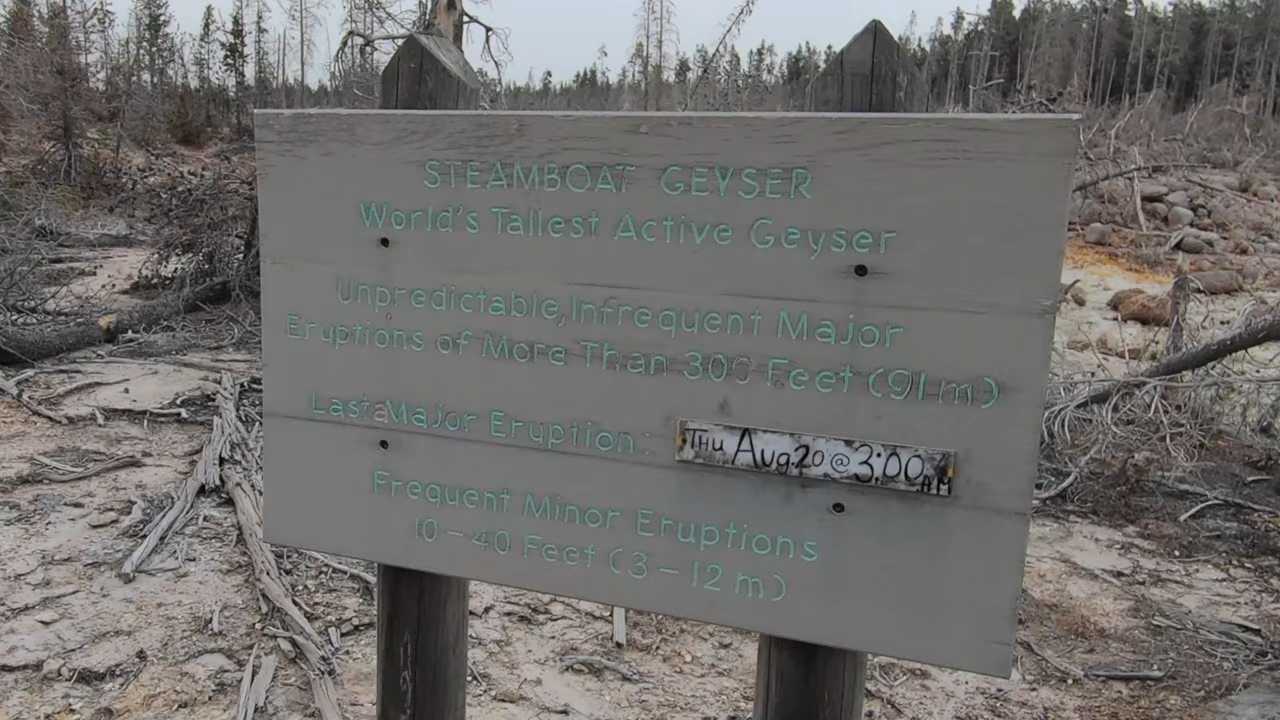 STEAMBOAT GEYSER
World's Tallest Active Geyser
Unpredictable, Infrequent Major
Eruptions of More Than 300 Feet (91-m)
Last Major Eruption: THU Aug. 20 @ 3:00 AM
Frequent Minor Eruptions
10-40 Feet (3-12 m)